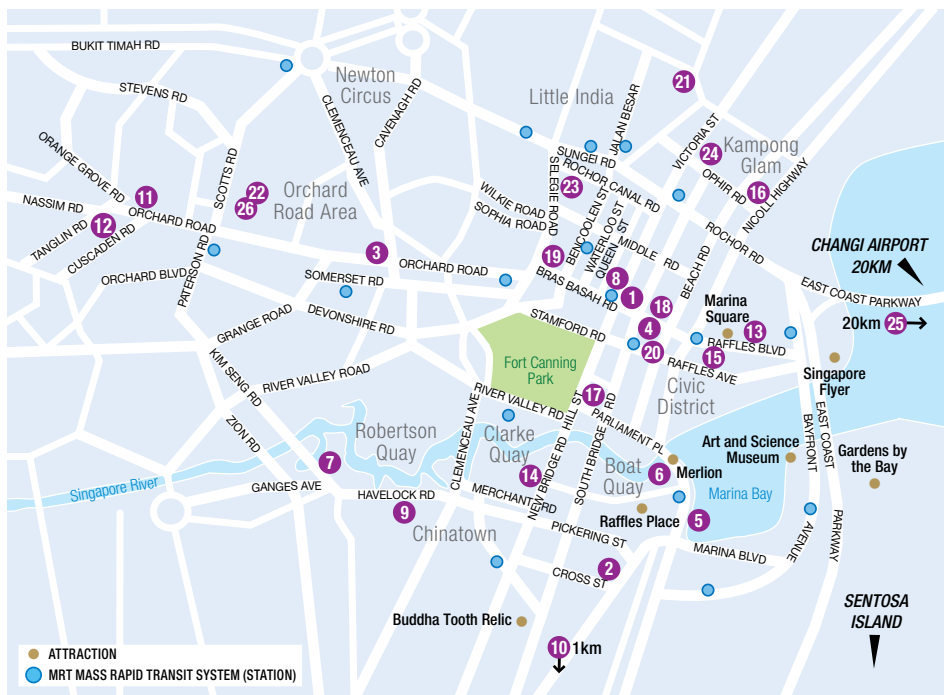 BUKIT TIMAH RD
STEVENS RD
Newton
Circus
CLEMENCEAU AVE
CAVENAGH RD
Little India
JALAN BESAR
21
VICTORIA ST
24
Kampong
Glam
16
OPHIR RD
NICOLL HIGHWAY
SUNGEI RD
ROCHOR CANAL RD
SELEGIE ROAD
23
ORANGE GROVE RD
11
SCOTTS RD
22
26
Orchard
Road Area
WILKIE ROAD
SOPHIA ROAD
BENCOOLEN ST
WATERLOO ST
QUEEN ST
MIDDLE RD
BEACH RD
ROCHOR RD
NASSIM RD
12
ORCHARD ROAD
TANGLIN RD
CUSCADEN RD
ORCHARD BLVD
PATERSON RD
3
ORCHARD ROAD
SOMERSET RD
19
BRAS BASAH RD
8
1
18
4
20
STAMFORD RD
CHANGI AIRPORT
20KM
EAST COAST PARKWAY
20km 25
Marina
Square
13
RAFFLES BLVD
15
RAFFLES AVE
Singapore
Flyer
GRANGE ROAD
DEVONSHIRE RD
KIM SENG RD
RIVER VALLEY ROAD
Fort Canning
Park
RIVER VALLEY RD
HILL ST
17
PARLIAMENT PL
Civic
District
ZION RD
Robertson
Quay
CLEMENCEAU AVE
Clarke
Quay
NEW BRIDGE RD
SOUTH BRIDGE RD
Boat
Quay
6
Merlion
Art and Science
Museum
EAST COAST
PARKWAY
BAYFRONT
AVENUE
Gardens by
the Bay
7
Singapore River
GANGES AVE
HAVELOCK RD
9
Chinatown
14
MERCHANT RD
PICKERING ST
Raffles Place
5
Marina Bay
MARINA BLVD
2
CROSS ST
Buddha Tooth Relic
10 1km
SENTOSA
ISLAND
ATTRACTION
MRT MASS RAPID TRANSIT SYSTEM (STATION)